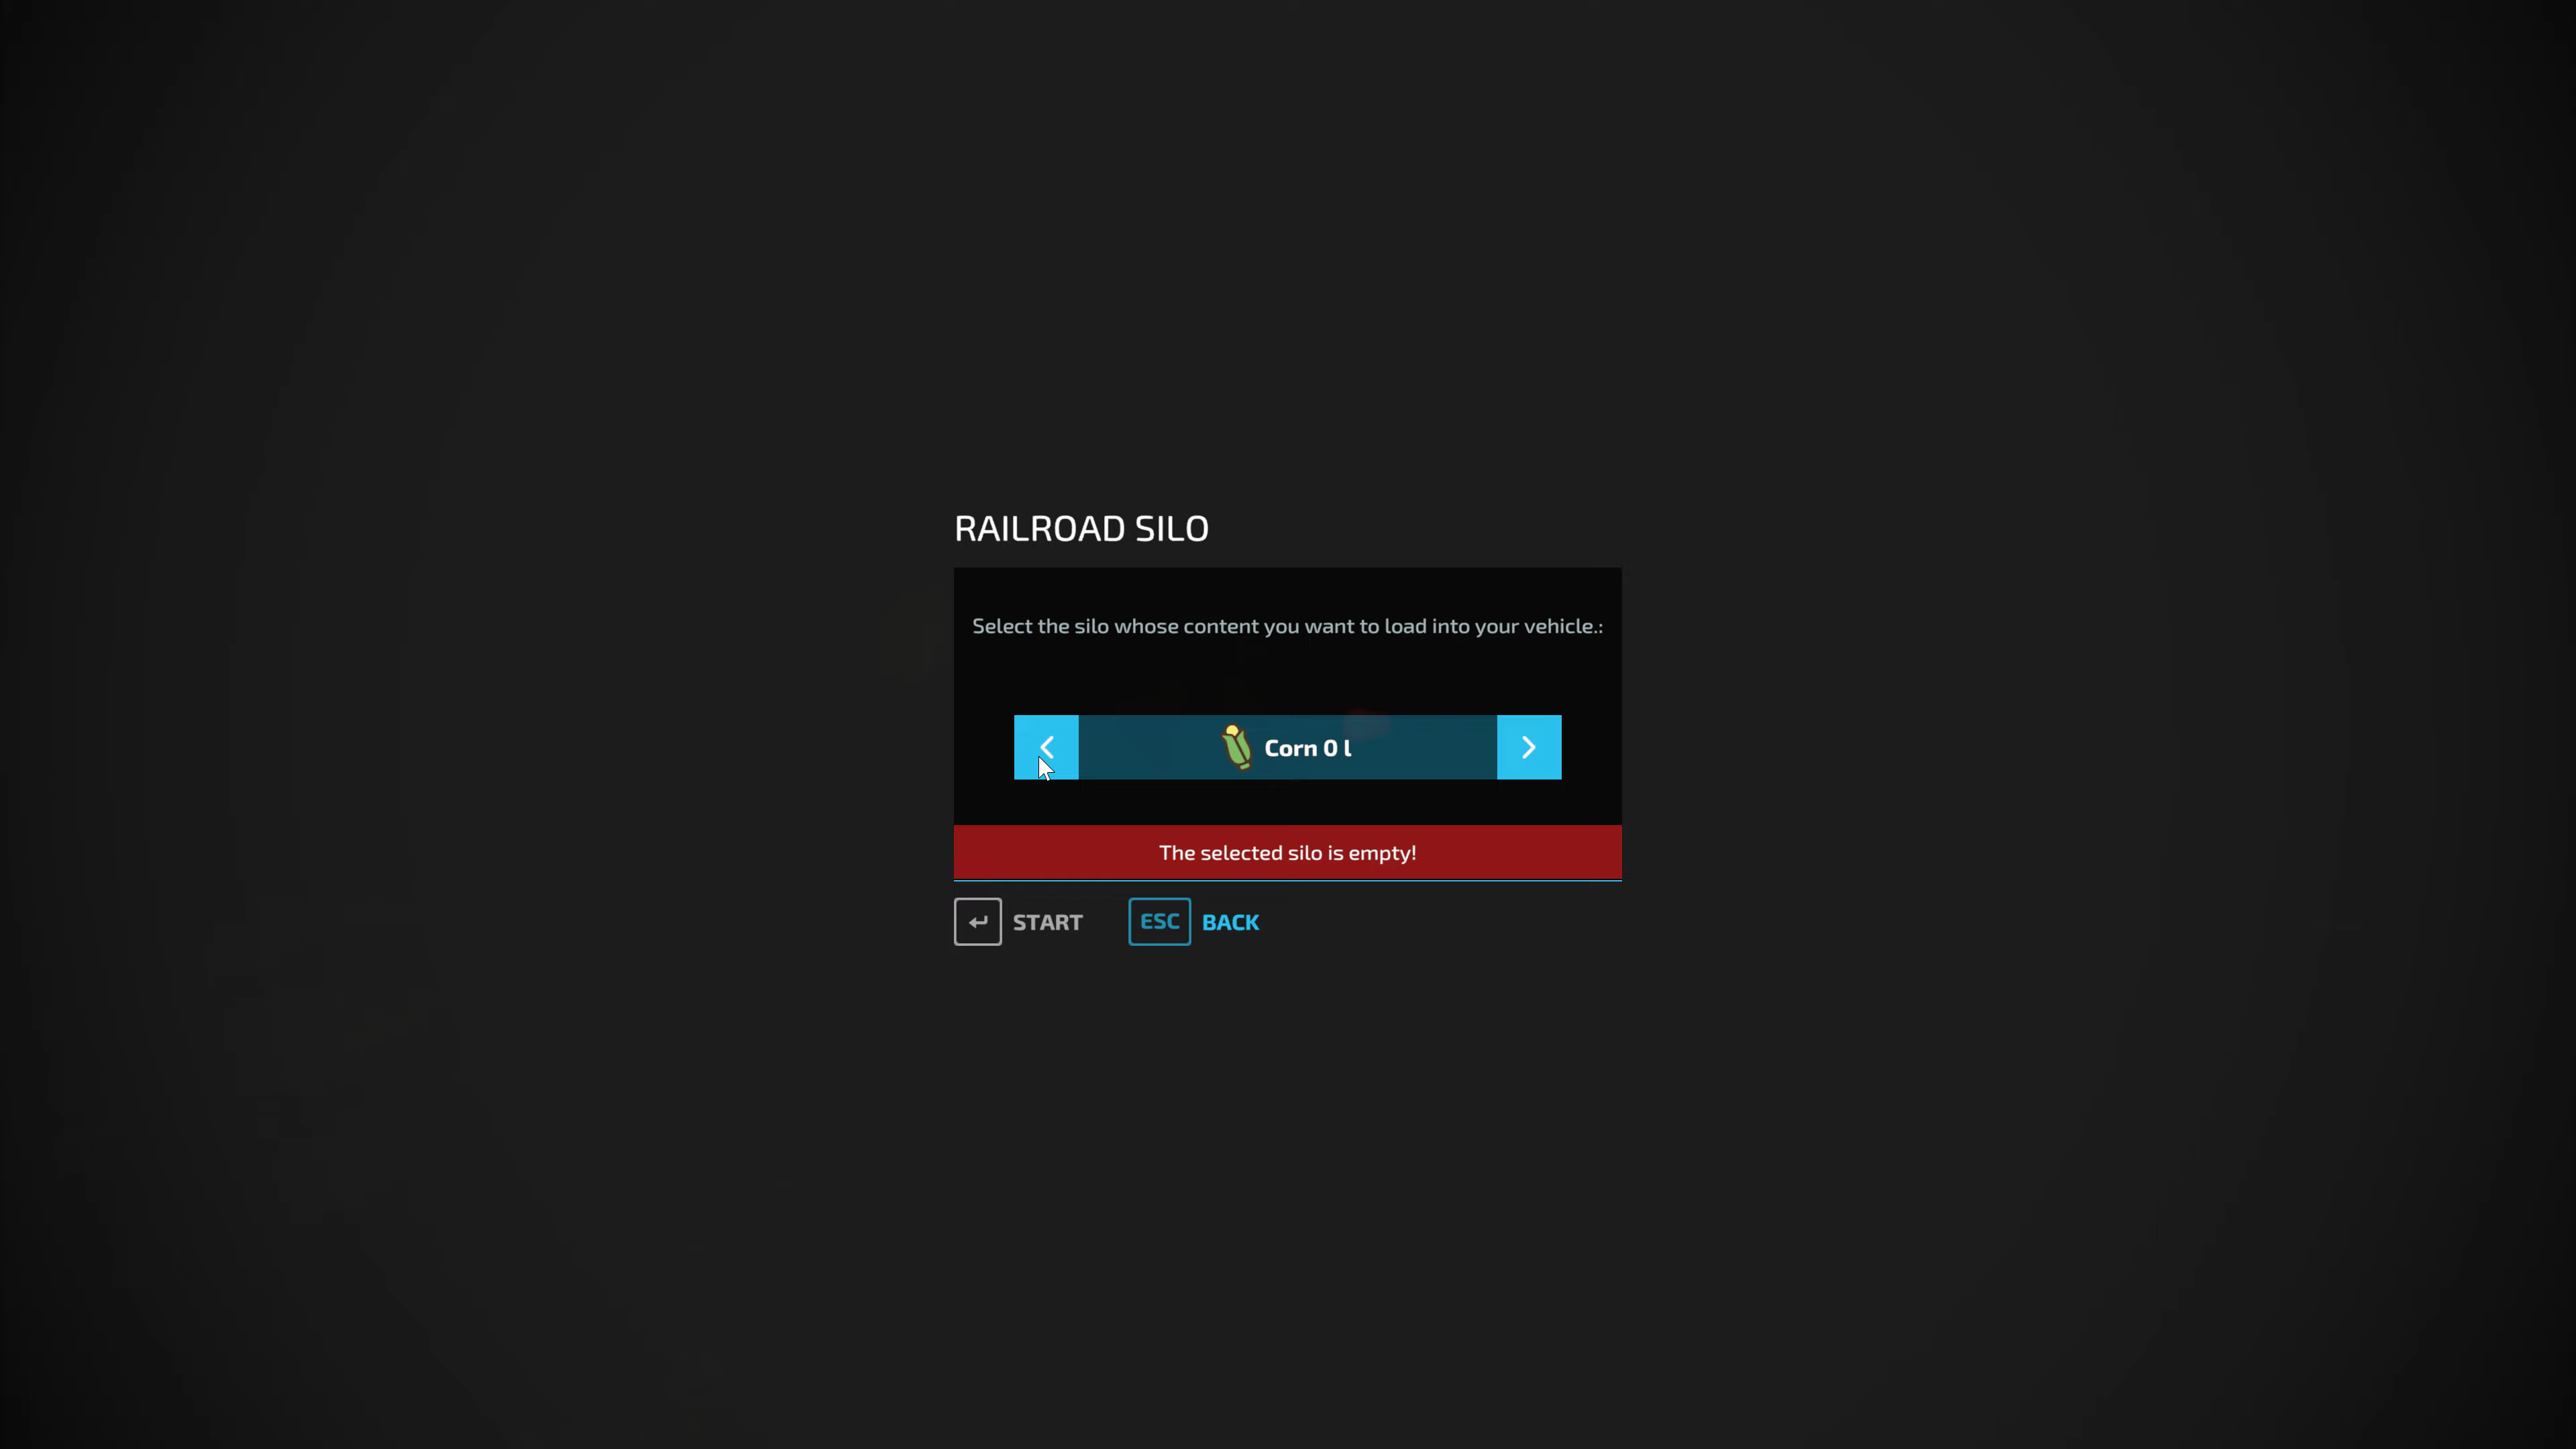 RAILROAD SILO
Select the silo whose content you want to load into your vehicle.:
Corn 0 l
The selected silo is empty!
START ESC BACK